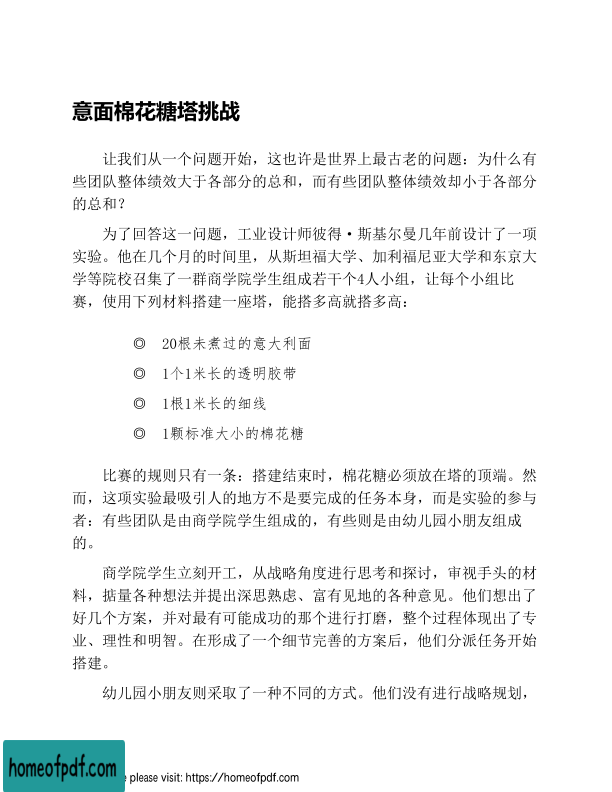 意面棉花糖塔挑战
让我们从一个问题开始，这也许是世界上最古老的问题：为什么有
些团队整体绩效大于各部分的总和，而有些团队整体绩效却小于各部分
的总和？
为了回答这一问题，工业设计师彼得·斯基尔曼几年前设计了一项
实验。他在几个月的时间里，从斯坦福大学、加利福尼亚大学和东京大
学等院校召集了一群商学院学生组成若干个4人小组，让每个小组比
赛，使用下列材料搭建一座塔，能搭多高就搭多高：
◎ 20根未煮过的意大利面
◎ 1个1米长的透明胶带
◎ 1根1米长的细线
◎ 1颗标准大小的棉花糖
比赛的规则只有一条：搭建结束时，棉花糖必须放在塔的顶端。然
而，这项实验最吸引人的地方不是要完成的任务本身，而是实验的参与
者：有些团队是由商学院学生组成的，有些则是由幼儿园小朋友组成
的。
商学院学生立刻开工，从战略角度进行思考和探讨，审视手头的材
料，掂量各种想法并提出深思熟虑、富有见地的各种意见。他们想出了
好几个方案，并对最有可能成功的那个进行打磨，整个过程体现出了专
业、理性和明智。在形成了一个细节完善的方案后，他们分派任务开始
搭建。
幼儿园小朋友则采取了一种不同的方式。他们没有进行战略规划，
homeofpdf.com
e please visit: https://homeofpdf.com